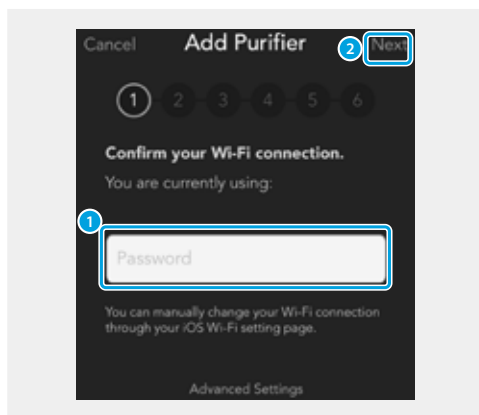 Cancel Add Purifier 2 Next
1 2 3 4 5 6
Confirm your Wi-Fi connection.
You are currently using:
1
Password
You can manually change your Wi-Fi connection
through your iOS Wi-Fi setting page.
Advanced Settings